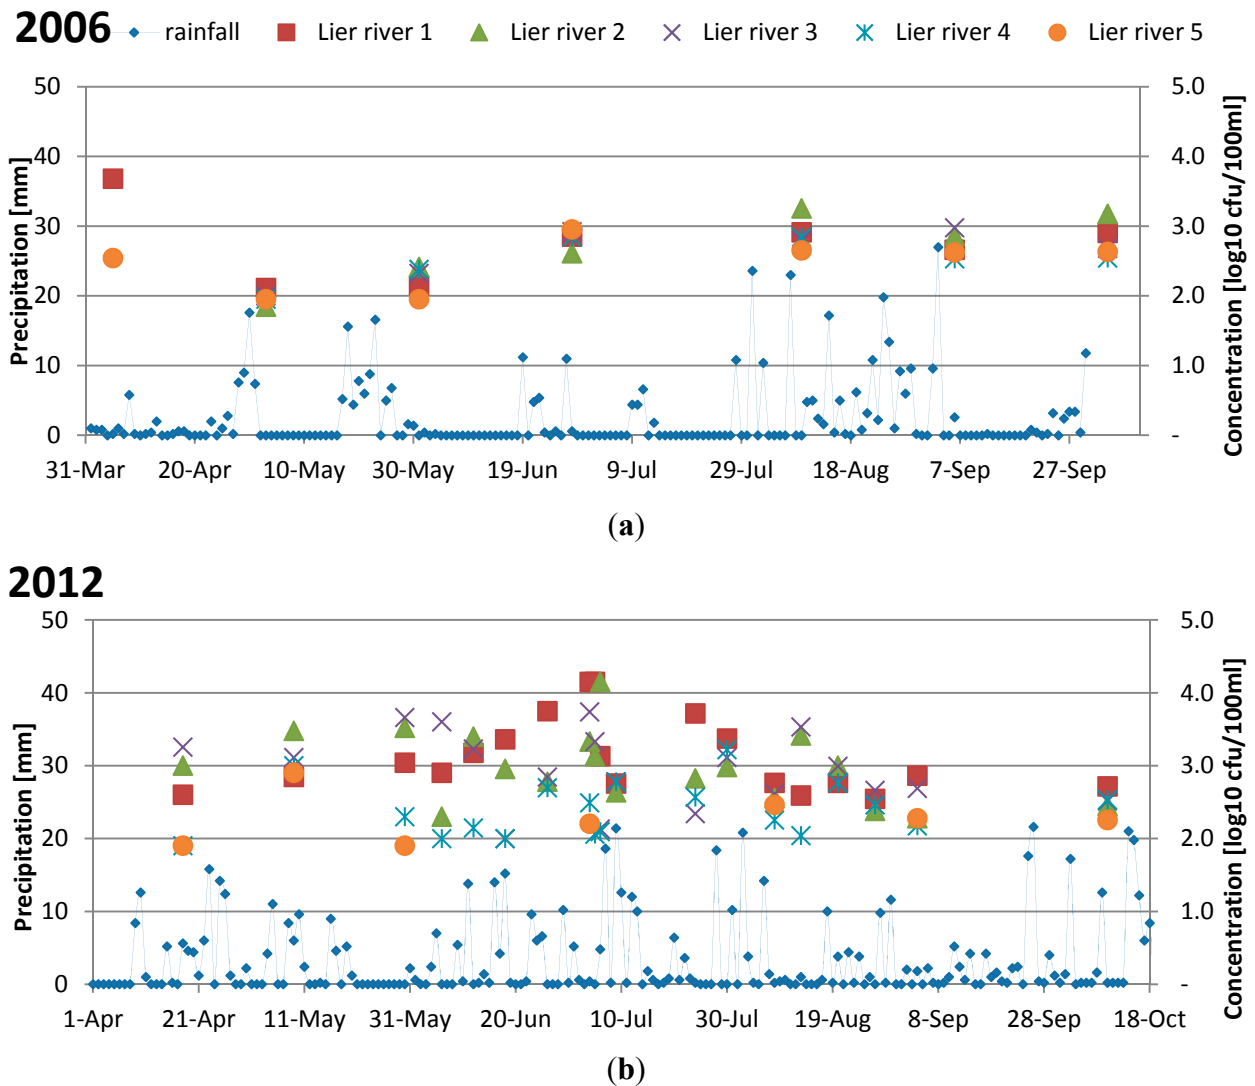 2006 rainfall Lier river 1 Lier river 2 Lier river 3 Lier river 4 Lier river 5
50 5.0
40 4.0
30 3.0
20 2.0
10 1.0
0 -
Precipitation [mm]
Concentration [log10 cfu/100ml]
31-Mar 20-Apr 10-May 30-May 19-Jun 9-Jul 29-Jul 18-Aug 7-Sep 27-Sep
(a)
2012
50 5.0
40 4.0
30 3.0
20 2.0
10 1.0
0 -
Precipitation [mm]
Concentration [log10 cfu/100ml]
1-Apr 21-Apr 11-May 31-May 20-Jun 10-Jul 30-Jul 19-Aug 8-Sep 28-Sep 18-Oct
(b)